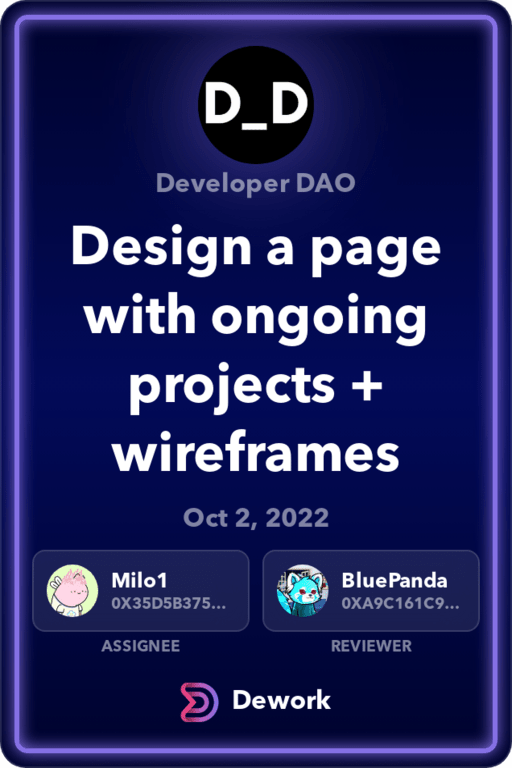 D_D
Developer DAO
Design a page
with ongoing
projects +
wireframes
Oct 2, 2022
Milo1
0X35D5B375...
ASSIGNEE
BluePanda
0XA9C161C9...
REVIEWER
Dework